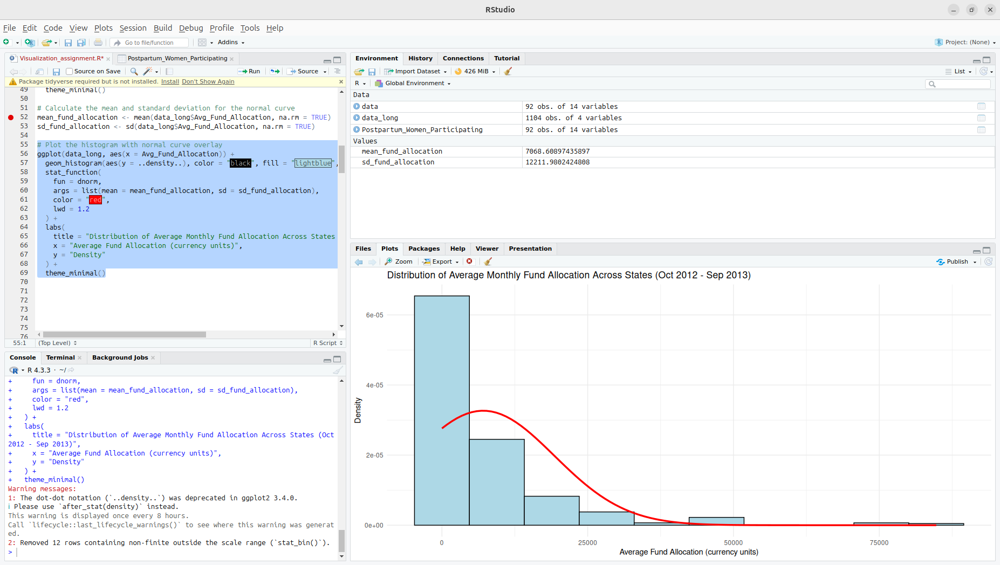 RStudio
File Edit Code View Plots Session Build Debug Profile Tools Help
Go to file/function Addins Project: (None)
Visualization_assignment.R* Postpartum_Women_Participating
Source on Save Run Source
Package tidyverse required but is not installed. Install Don't Show Again
49 theme_minimal()
50
51 # Calculate the mean and standard deviation for the normal curve
52 mean_fund_allocation <- mean(data_long$Avg_Fund_Allocation, na.rm = TRUE)
53 sd_fund_allocation <- sd(data_long$Avg_Fund_Allocation, na.rm = TRUE)
54
55 # Plot the histogram with normal curve overlay
56 ggplot(data_long, aes(x = Avg_Fund_Allocation)) +
57 geom_histogram(aes(y = ..density..), color = "black", fill = "lightblue",
58 stat_function(
59 fun = dnorm,
60 args = list(mean = mean_fund_allocation, sd = sd_fund_allocation),
61 color = "red",
62 lwd = 1.2
63 ) +
64 labs(
65 title = "Distribution of Average Monthly Fund Allocation Across States
66 x = "Average Fund Allocation (currency units)",
67 y = "Density"
68 ) +
69 theme_minimal()
70
71
72
73
74
75
76
55:1 (Top Level) R Script
Console Terminal Background Jobs
R 4.3.3 · ~/
+ fun = dnorm,
+ args = list(mean = mean_fund_allocation, sd = sd_fund_allocation),
+ color = "red",
+ lwd = 1.2
+ ) +
+ labs(
+ title = "Distribution of Average Monthly Fund Allocation Across States (Oct
2012 - Sep 2013)",
+ x = "Average Fund Allocation (currency units)",
+ y = "Density"
+ ) +
+ theme_minimal()
Warning messages:
1: The dot-dot notation (`..density..`) was deprecated in ggplot2 3.4.0.
ℹ Please use `after_stat(density)` instead.
This warning is displayed once every 8 hours.
Call `lifecycle::last_lifecycle_warnings()` to see where this warning was generat
ed.
2: Removed 12 rows containing non-finite outside the scale range (`stat_bin()`).
>
Environment History Connections Tutorial
Import Dataset 426 MiB List
R Global Environment
Data
data 92 obs. of 14 variables
data_long 1104 obs. of 4 variables
Postpartum_Women_Participating 92 obs. of 14 variables
Values
mean_fund_allocation 7068.60897435897
sd_fund_allocation 12211.9802424808
Files Plots Packages Help Viewer Presentation
Zoom Export Publish
Distribution of Average Monthly Fund Allocation Across States (Oct 2012 - Sep 2013)
6e-05
4e-05
2e-05
0e+00
Density
0 25000 50000 75000
Average Fund Allocation (currency units)